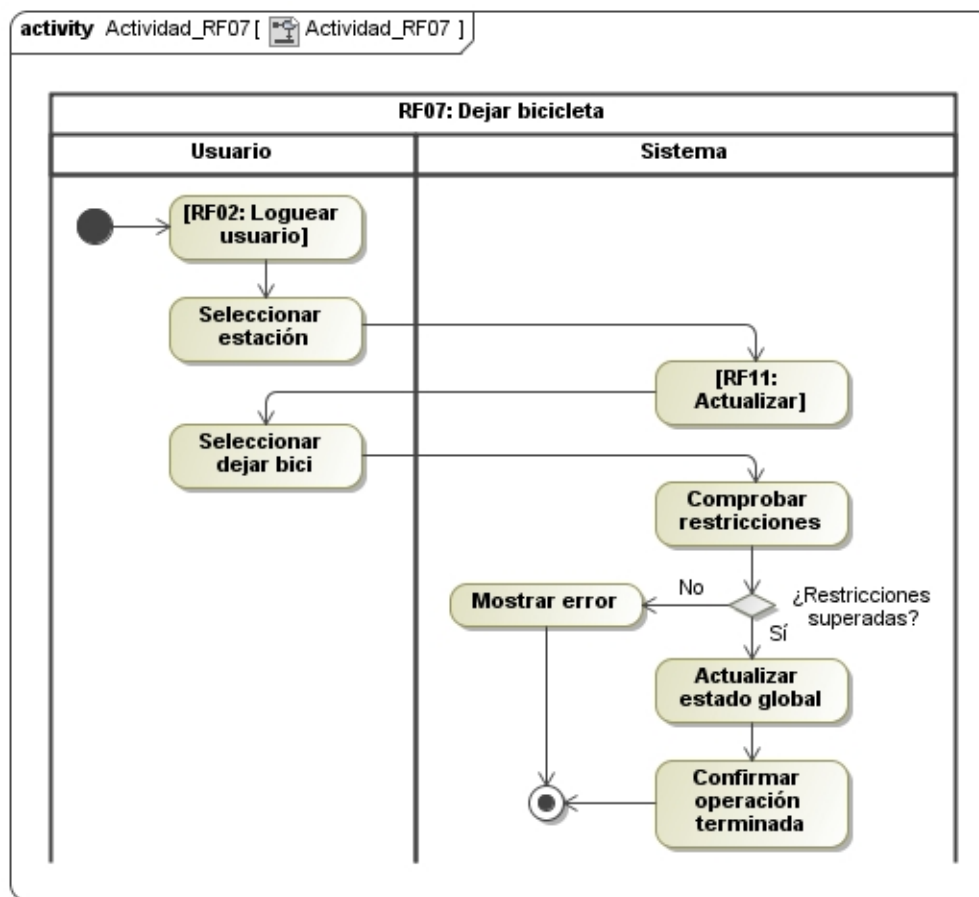 activity Actividad_RF07 [ Actividad_RF07 ]
RF07: Dejar bicicleta
Usuario
Sistema
[RF02: Loguear
usuario]
Seleccionar
estación
[RF11:
Actualizar]
Seleccionar
dejar bici
Comprobar
restricciones
¿Restricciones
superadas?
No
Mostrar error
Sí
Actualizar
estado global
Confirmar
operación
terminada